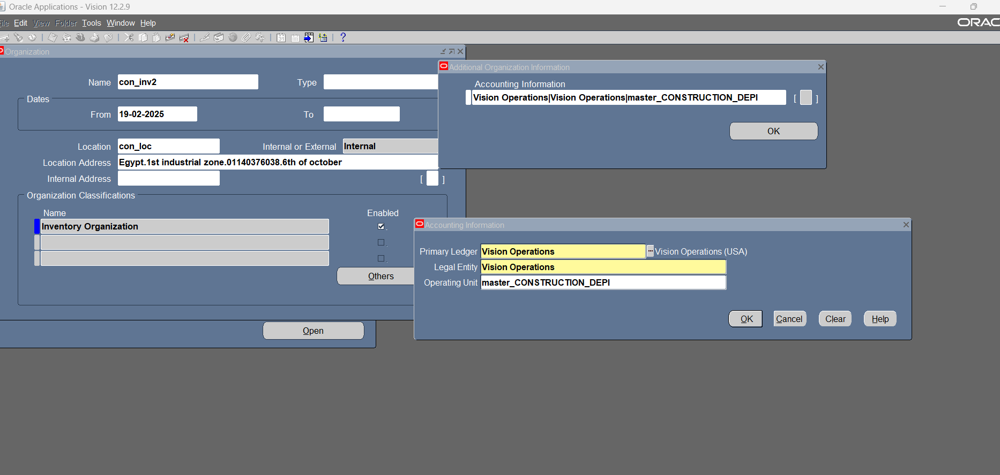 Oracle Applications - Vision 12.2.9
File Edit View Folder Tools Window Help
ORAC
Organization
Name con_inv2
Type
Dates
From 19-02-2025
To
Location con_loc
Internal or External Internal
Location Address Egypt.1st industrial zone.01140376038.6th of october
Internal Address
[ ]
Organization Classifications
Name Enabled
Inventory Organization
Others
Open
Additional Organization Information
Accounting Information
Vision Operations|Vision Operations|master_CONSTRUCTION_DEPI [ ]
OK
Accounting Information
Primary Ledger Vision Operations ... Vision Operations (USA)
Legal Entity Vision Operations
Operating Unit master_CONSTRUCTION_DEPI
OK Cancel Clear Help